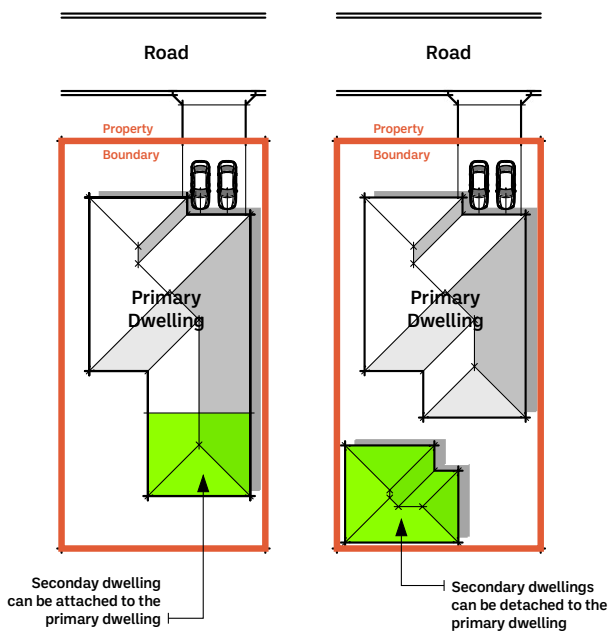 Road
Property
Boundary
Primary
Dwelling
Seconday dwelling
can be attached to the
primary dwelling
Road
Property
Boundary
Primary
Dwelling
Secondary dwellings
can be detached to the
primary dwelling